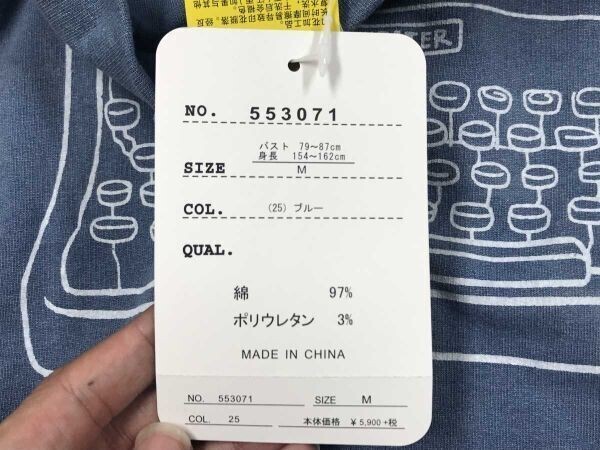 TER
NO. 553071
バスト 79～87cm
身長 154～162cm
SIZE M
COL. (25) ブルー
QUAL.
綿 97%
ポリウレタン 3%
MADE IN CHINA
NO. 553071 SIZE M
COL. 25 本体価格 ¥5,900+税